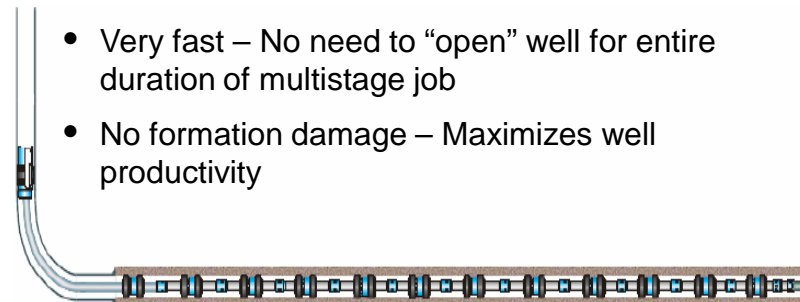 • Very fast – No need to “open” well for entire
duration of multistage job
• No formation damage – Maximizes well
productivity